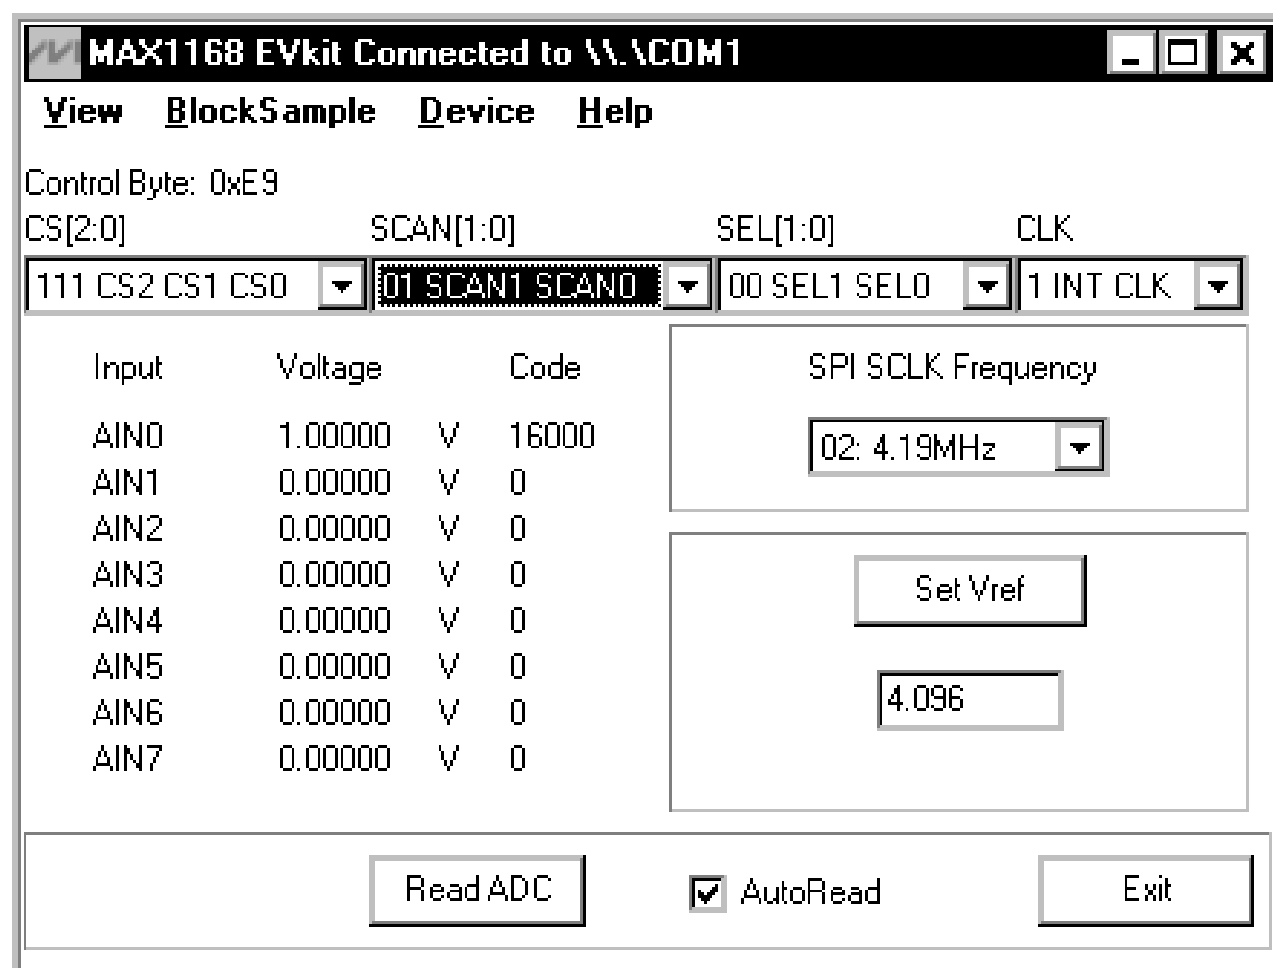 MAX1168 EVkit Connected to \\.\COM1
View BlockSample Device Help
Control Byte: 0xE9
CS[2:0] SCAN[1:0] SEL[1:0] CLK
111 CS2 CS1 CS0 01 SCAN1 SCAN0 00 SEL1 SEL0 1 INT CLK
Input Voltage Code
SPI SCLK Frequency
AIN0 1.00000 V 16000
02: 4.19MHz
AIN1 0.00000 V 0
AIN2 0.00000 V 0
AIN3 0.00000 V 0
Set Vref
AIN4 0.00000 V 0
AIN5 0.00000 V 0
4.096
AIN6 0.00000 V 0
AIN7 0.00000 V 0
Read ADC AutoRead Exit